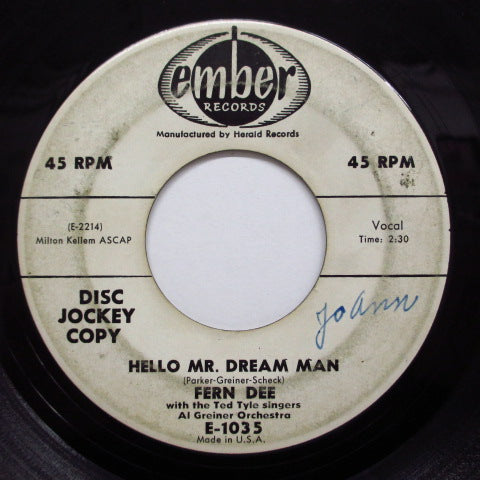 ember
RECORDS
Manufactured by Herald Records
45 RPM
45 RPM
(E-2214)
Milton Kellem ASCAP
Vocal
Time: 2:30
DISC
JOCKEY
COPY
JoAnn
HELLO MR. DREAM MAN
(Parker-Greiner-Scheck)
FERN DEE
with the Ted Tyle singers
Al Greiner Orchestra
E-1035
Made in U.S.A.